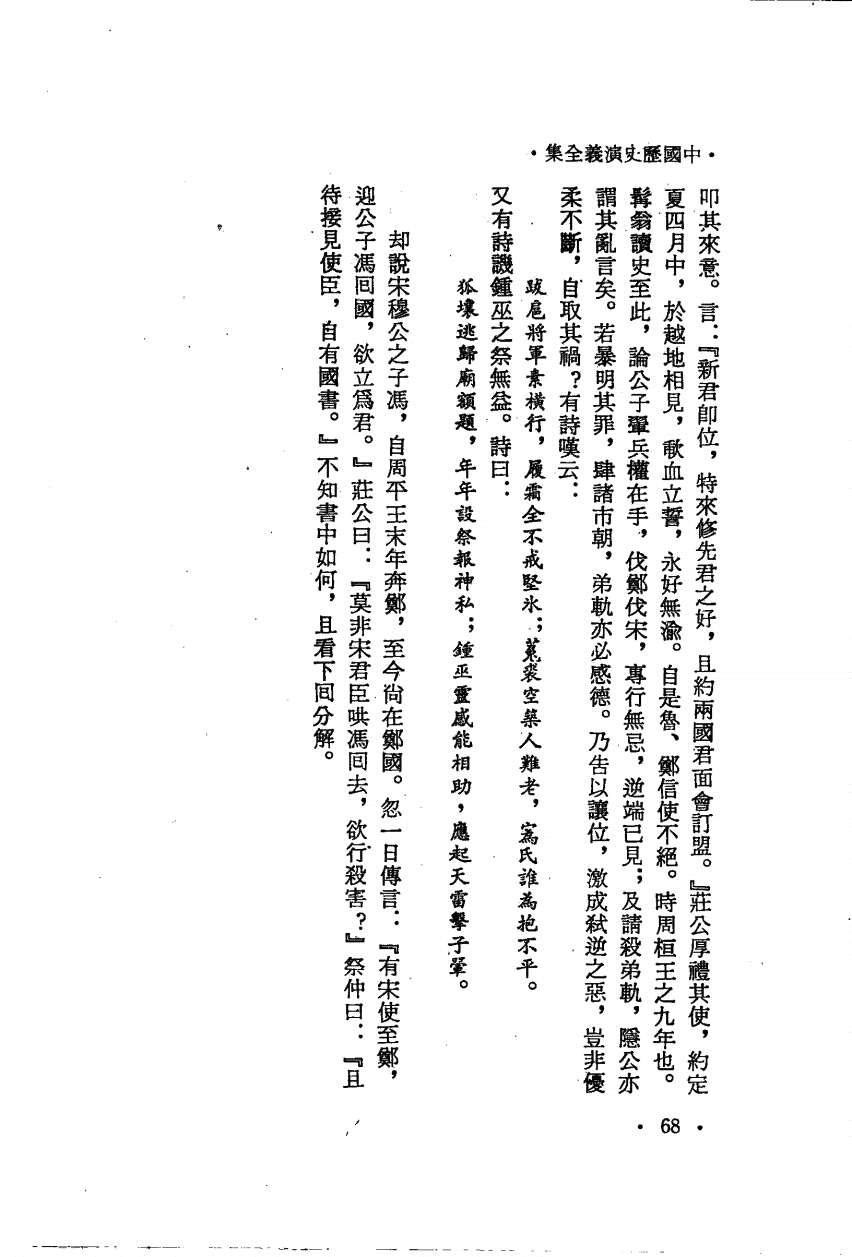 ·中國歷史演義全集·
叩其來意。言：『新君卽位，特來修先君之好，且約兩國君面會訂盟。』莊公厚禮其使，約定
夏四月中，於越地相見，歃血立誓，永好無渝。自是魯、鄭信使不絕。時周桓王之九年也。
髯翁讀史至此，論公子翬兵權在手，伐鄭伐宋，專行無忌，逆端已見；及請殺弟軌，隱公亦
謂其亂言矣。若暴明其罪，肆諸市朝，弟軌亦必感德。乃告以讓位，激成弒逆之惡，豈非優
柔不斷，自取其禍？有詩嘆云：
跋扈將軍素橫行，履霜全不戒堅氷；菟裘空築人難老，寪氏誰為抱不平。
又有詩譏鍾巫之祭無益。詩曰：
狐壤逃歸廟額題，年年設祭報神私；鍾巫靈感能相助，應起天雷擊子翬。
却說宋穆公之子馮，自周平王末年奔鄭，至今尙在鄭國。忽一日傳言：『有宋使至鄭，
迎公子馮囘國，欲立爲君。』莊公曰：『莫非宋君臣哄馮囘去，欲行殺害？』祭仲曰：『且
待接見使臣，自有國書。』不知書中如何，且看下囘分解。
· 68 ·